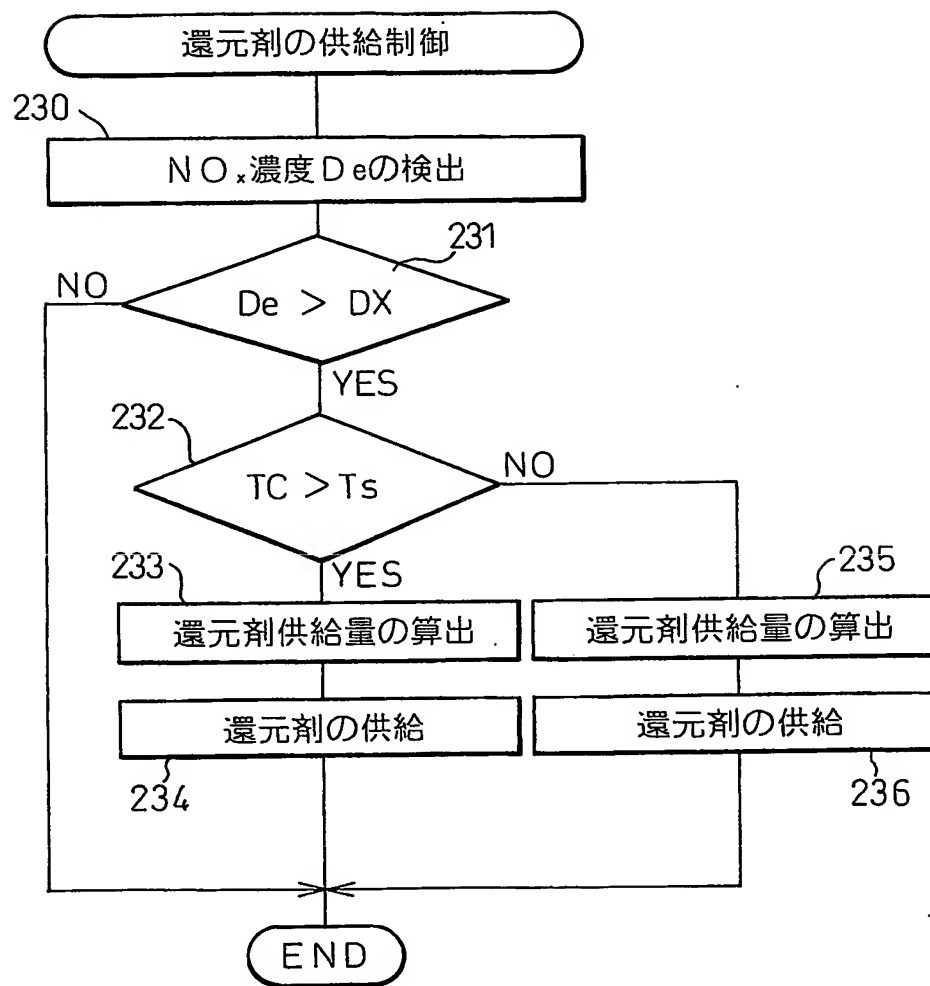 還元剤の供給制御
230
NOx濃度Deの検出
231
De > DX
NO
YES
232
TC > Ts
NO
YES
233
還元剤供給量の算出
235
還元剤供給量の算出
還元剤の供給
234
還元剤の供給
236
END